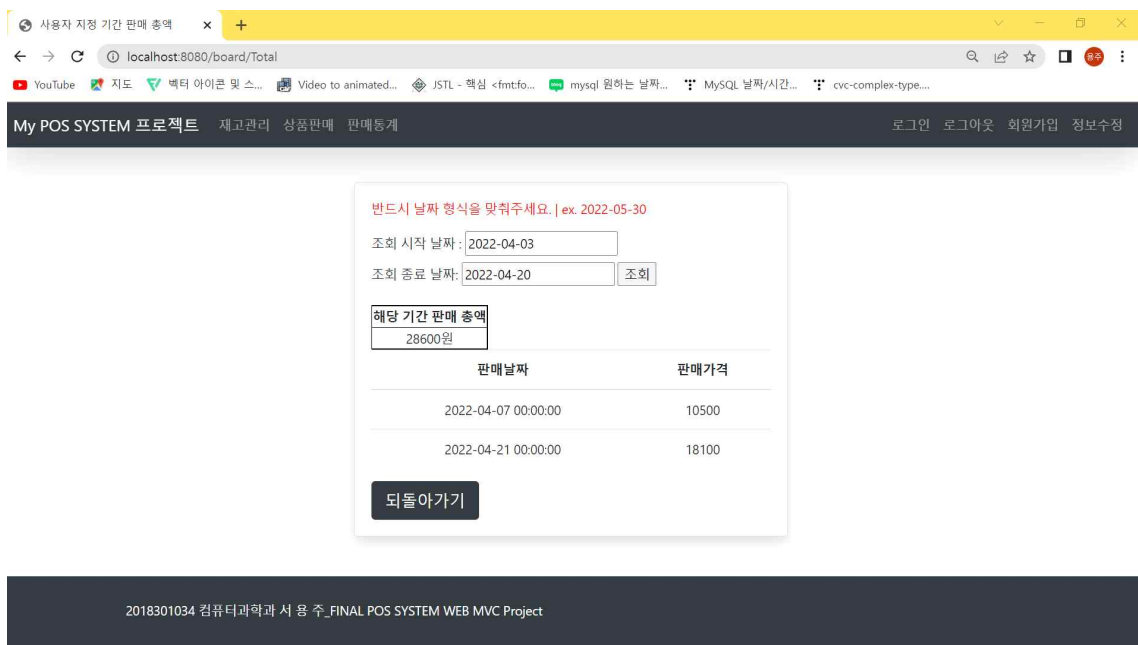 사용자 지정 기간 판매 총액
localhost:8080/board/Total
용주
YouTube 지도 벡터 아이콘 및 스... Video to animated... JSTL - 핵심 <fmt:fo... mysql 원하는 날짜... MySQL 날짜/시간... cvc-complex-type....
My POS SYSTEM 프로젝트 재고관리 상품판매 판매통계 로그인 로그아웃 회원가입 정보수정
반드시 날짜 형식을 맞춰주세요. | ex. 2022-05-30
조회 시작 날짜 : 2022-04-03
조회 종료 날짜: 2022-04-20 조회
해당 기간 판매 총액
28600원
판매날짜 판매가격
2022-04-07 00:00:00 10500
2022-04-21 00:00:00 18100
되돌아가기
2018301034 컴퓨터과학과 서 용 주_FINAL POS SYSTEM WEB MVC Project